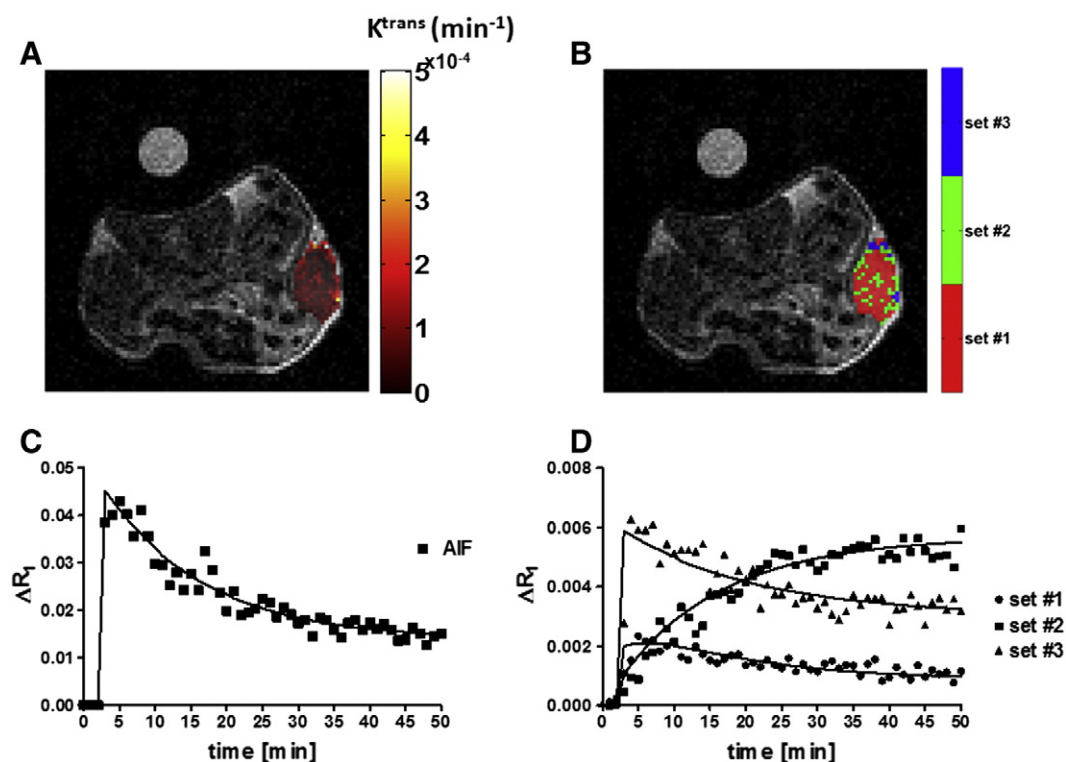 A
K^trans (min^-1)
×10^-4
5
4
3
2
1
0
B
set #3
set #2
set #1
C
0.05
0.04
0.03
0.02
0.01
0.00
ΔR₁
0 5 10 15 20 25 30 35 40 45 50
time [min]
AIF
D
0.008
0.006
0.004
0.002
0.000
ΔR₁
0 5 10 15 20 25 30 35 40 45 50
time [min]
set #1
set #2
set #3